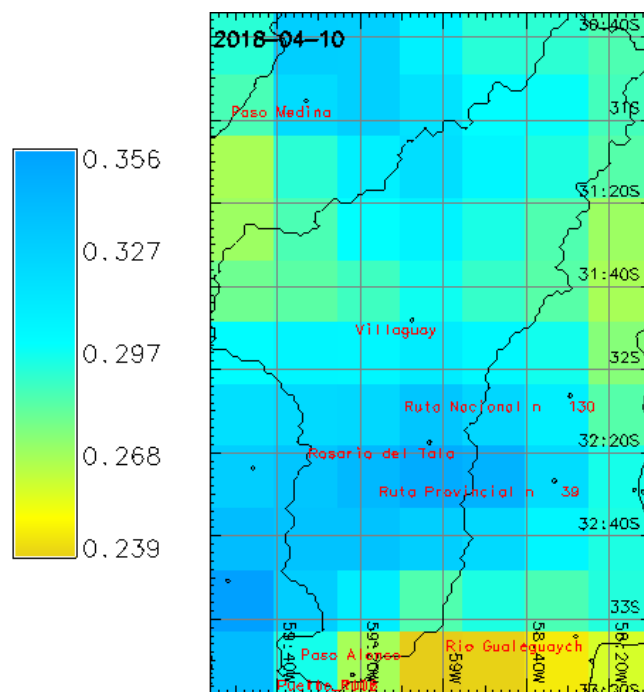 2018-04-10
30:40S
Paso Medina
31S
0.356
31:20S
0.327
31:40S
Villaguay
0.297
32S
Ruta Nacional n 130
0.268
Rosario del Tala
32:20S
Ruta Provincial n 39
0.239
32:40S
33S
59:40W
59:20W
59W
58:40W
58:20W
Rio Gualeguaych
Paso Alonso
Puerto